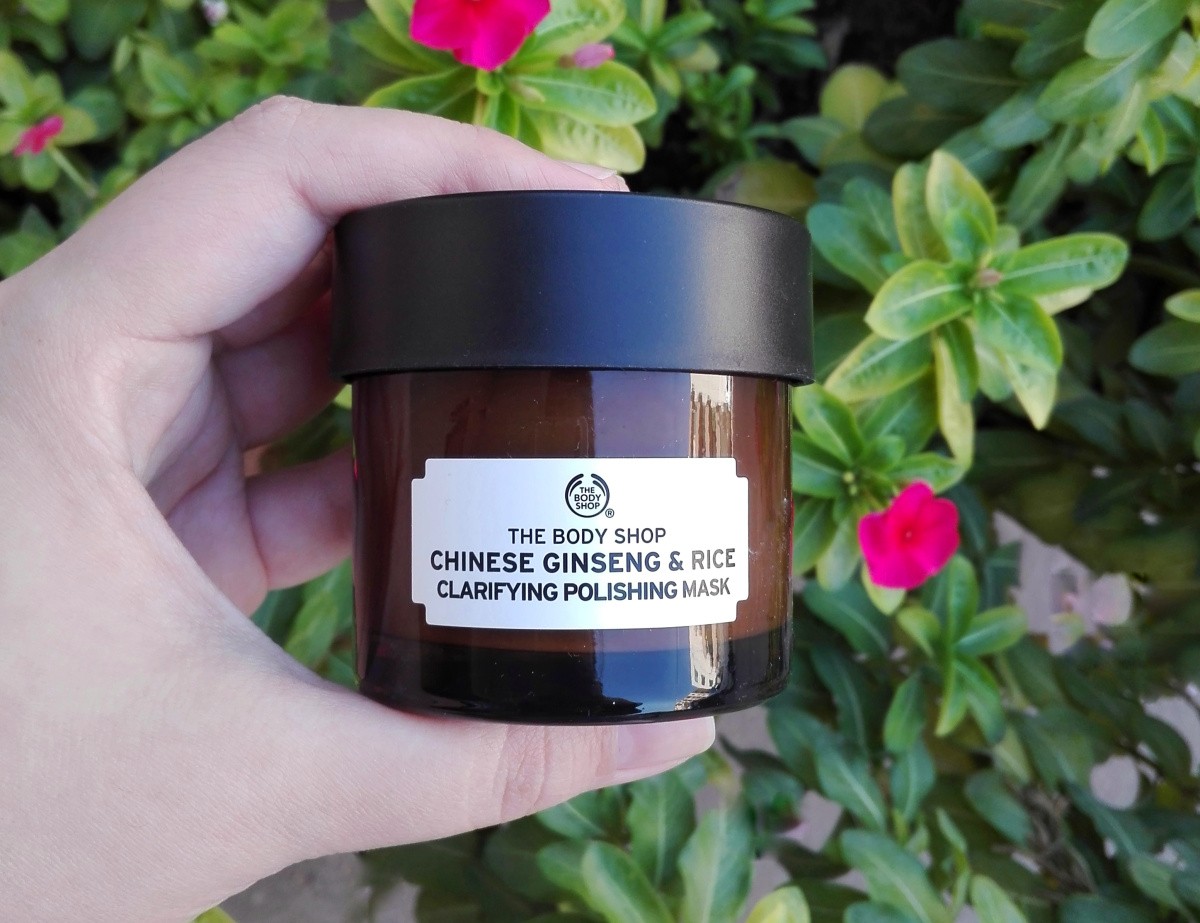 THE
BODY
SHOP
®
THE BODY SHOP
CHINESE GINSENG & RICE
CLARIFYING POLISHING MASK